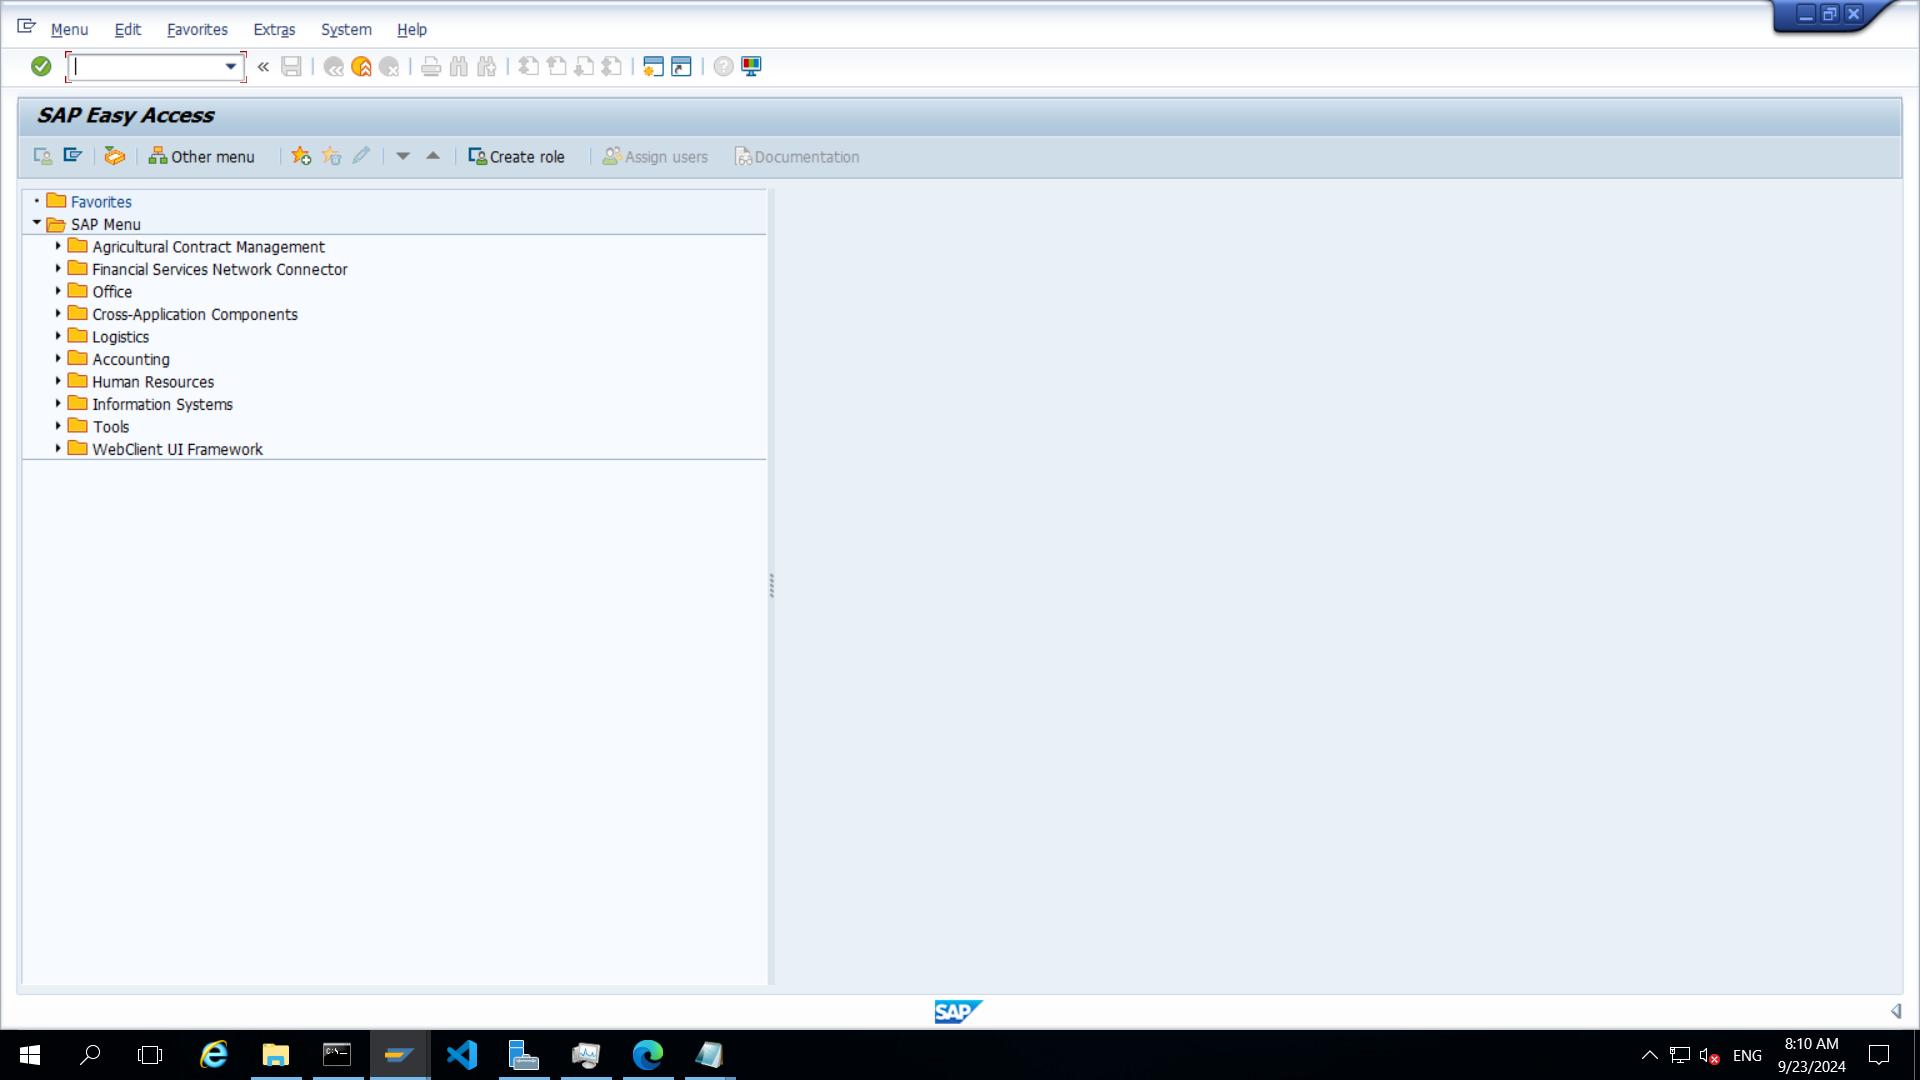 Menu Edit Favorites Extras System Help
SAP Easy Access
Other menu Create role Assign users Documentation
Favorites
SAP Menu
Agricultural Contract Management
Financial Services Network Connector
Office
Cross-Application Components
Logistics
Accounting
Human Resources
Information Systems
Tools
WebClient UI Framework
SAP
ENG
8:10 AM
9/23/2024